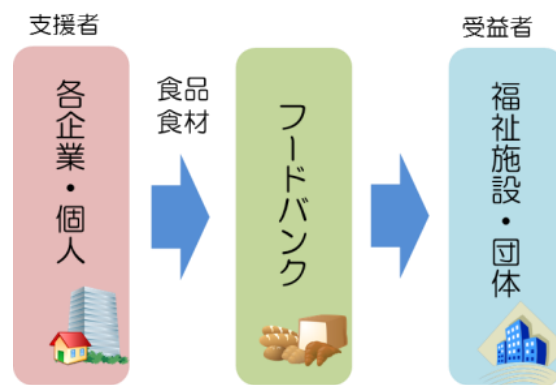 支援者
各企業・個人
食品
食材
フードバンク
受益者
福祉施設・団体